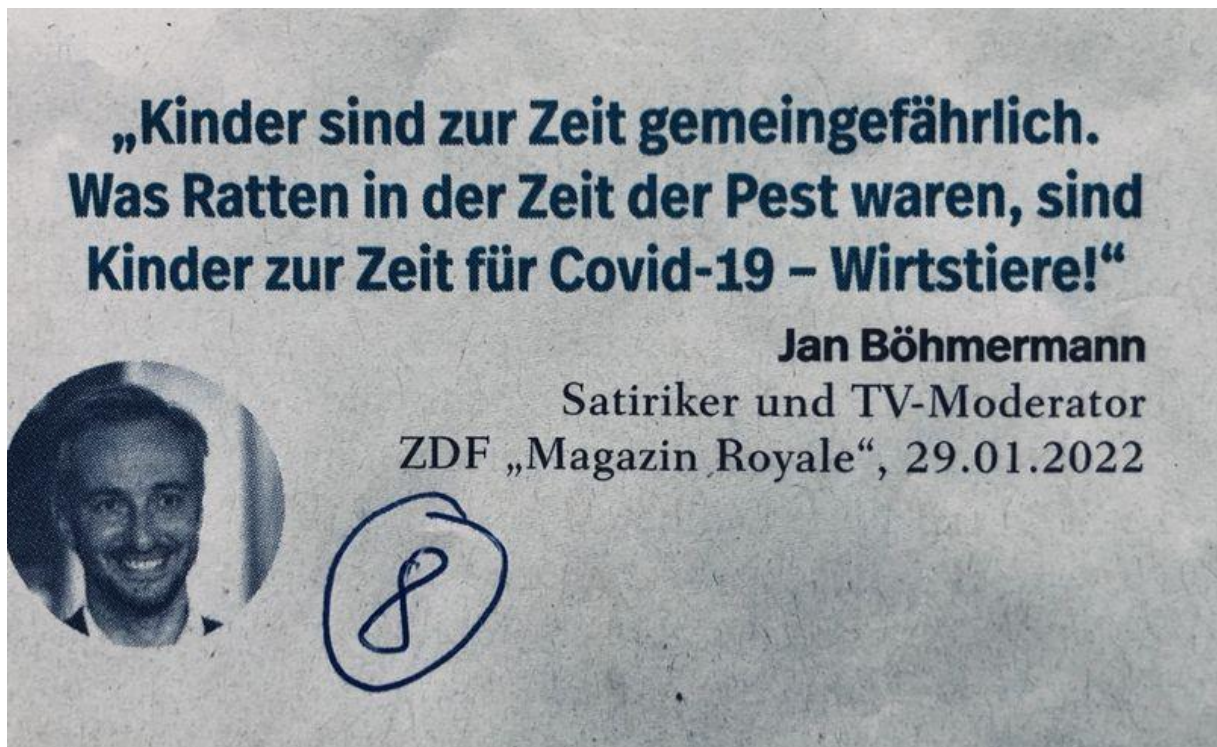 „Kinder sind zur Zeit gemeingefährlich.
Was Ratten in der Zeit der Pest waren, sind
Kinder zur Zeit für Covid-19 – Wirtstiere!“
Jan Böhmermann
Satiriker und TV-Moderator
ZDF „Magazin Royale“, 29.01.2022
8